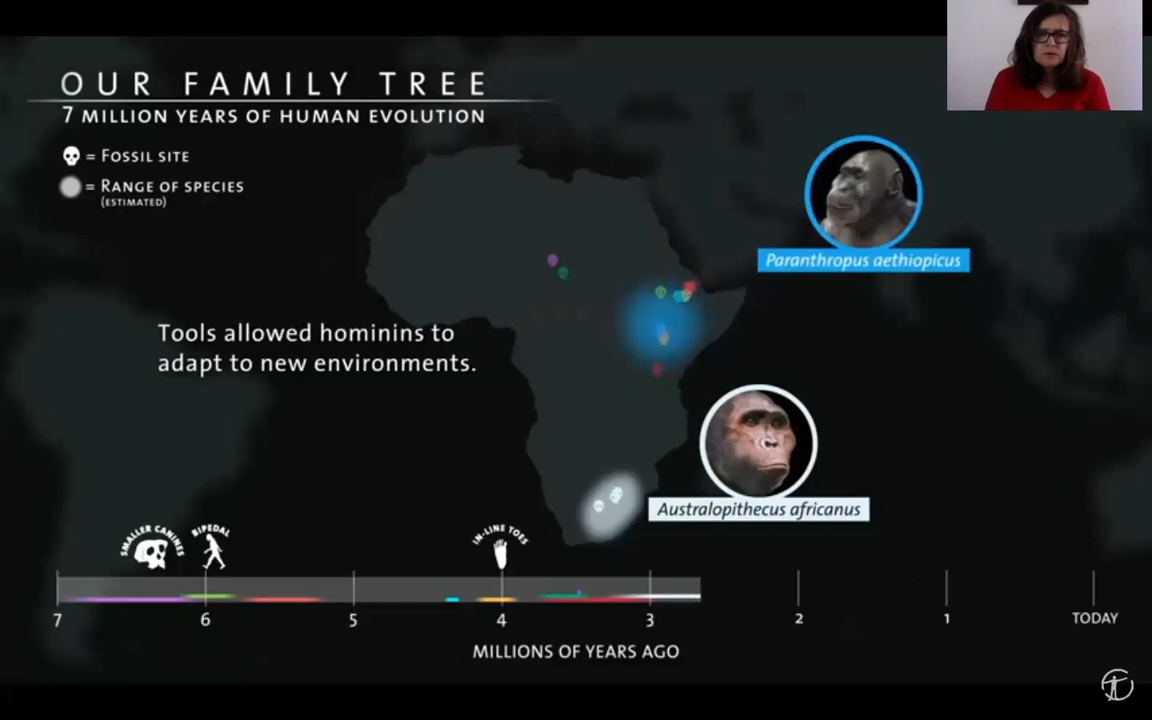 OUR FAMILY TREE
7 MILLION YEARS OF HUMAN EVOLUTION
= FOSSIL SITE
= RANGE OF SPECIES
(ESTIMATED)
Paranthropus aethiopicus
Tools allowed hominins to
adapt to new environments.
Australopithecus africanus
SMALLER CANINES
BIPEDAL
IN-LINE TOES
7 6 5 4 3 2 1 TODAY
MILLIONS OF YEARS AGO